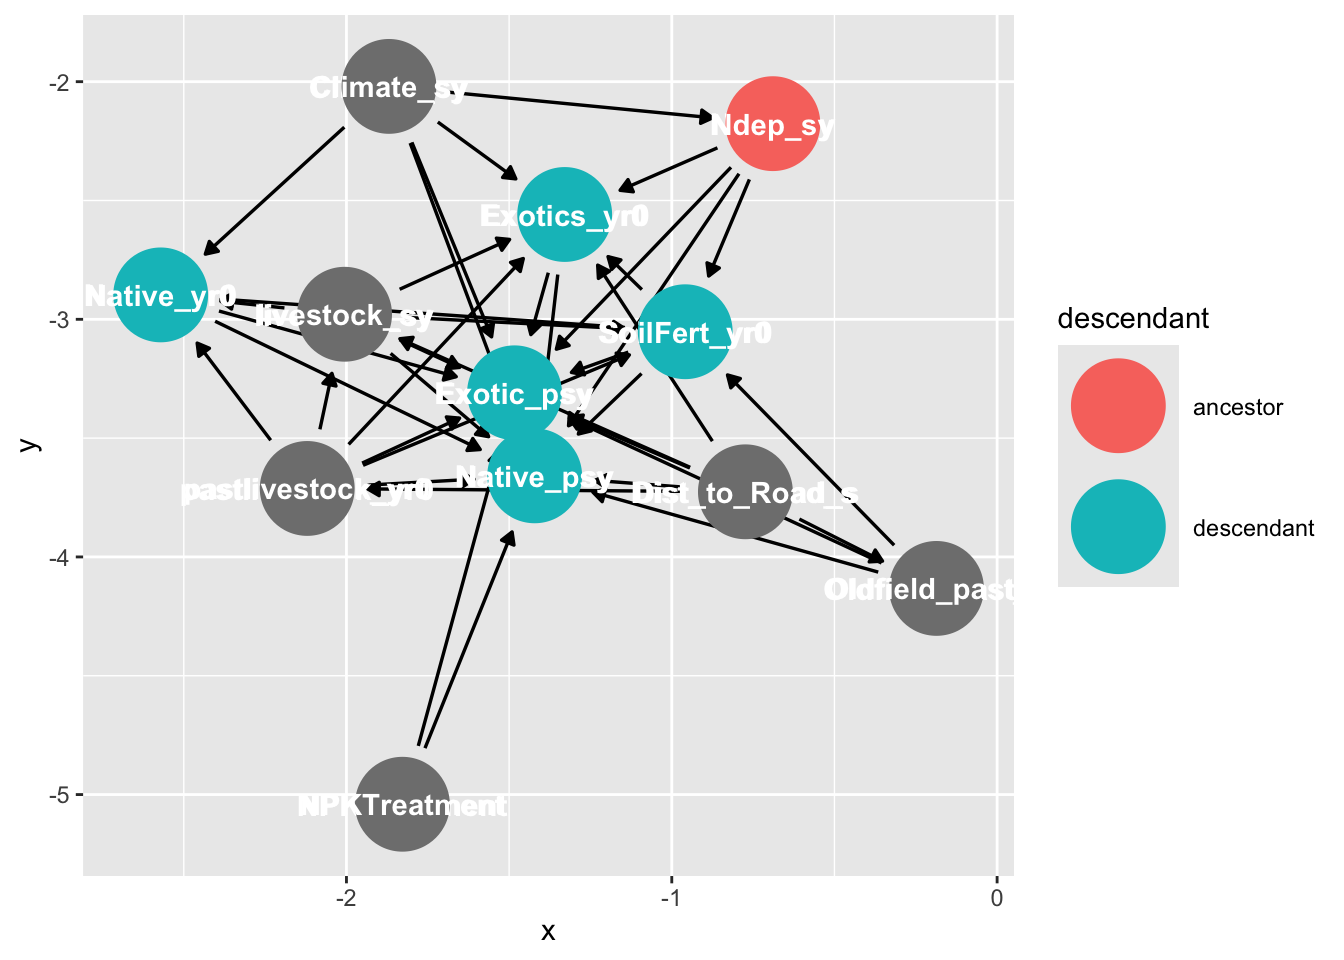 -2
-3
-4
-5
y
Climate_sy
Ndep_sy
Exotics_yr0
Native_yr0
livestock_sy
SoilFert_yr0
Exotic_psy
Native_psy
pastlivestock_yr0
Dist_to_Road_s
Oldfield_past_
NPKTreatment
-2
-1
0
x
descendant
ancestor
descendant